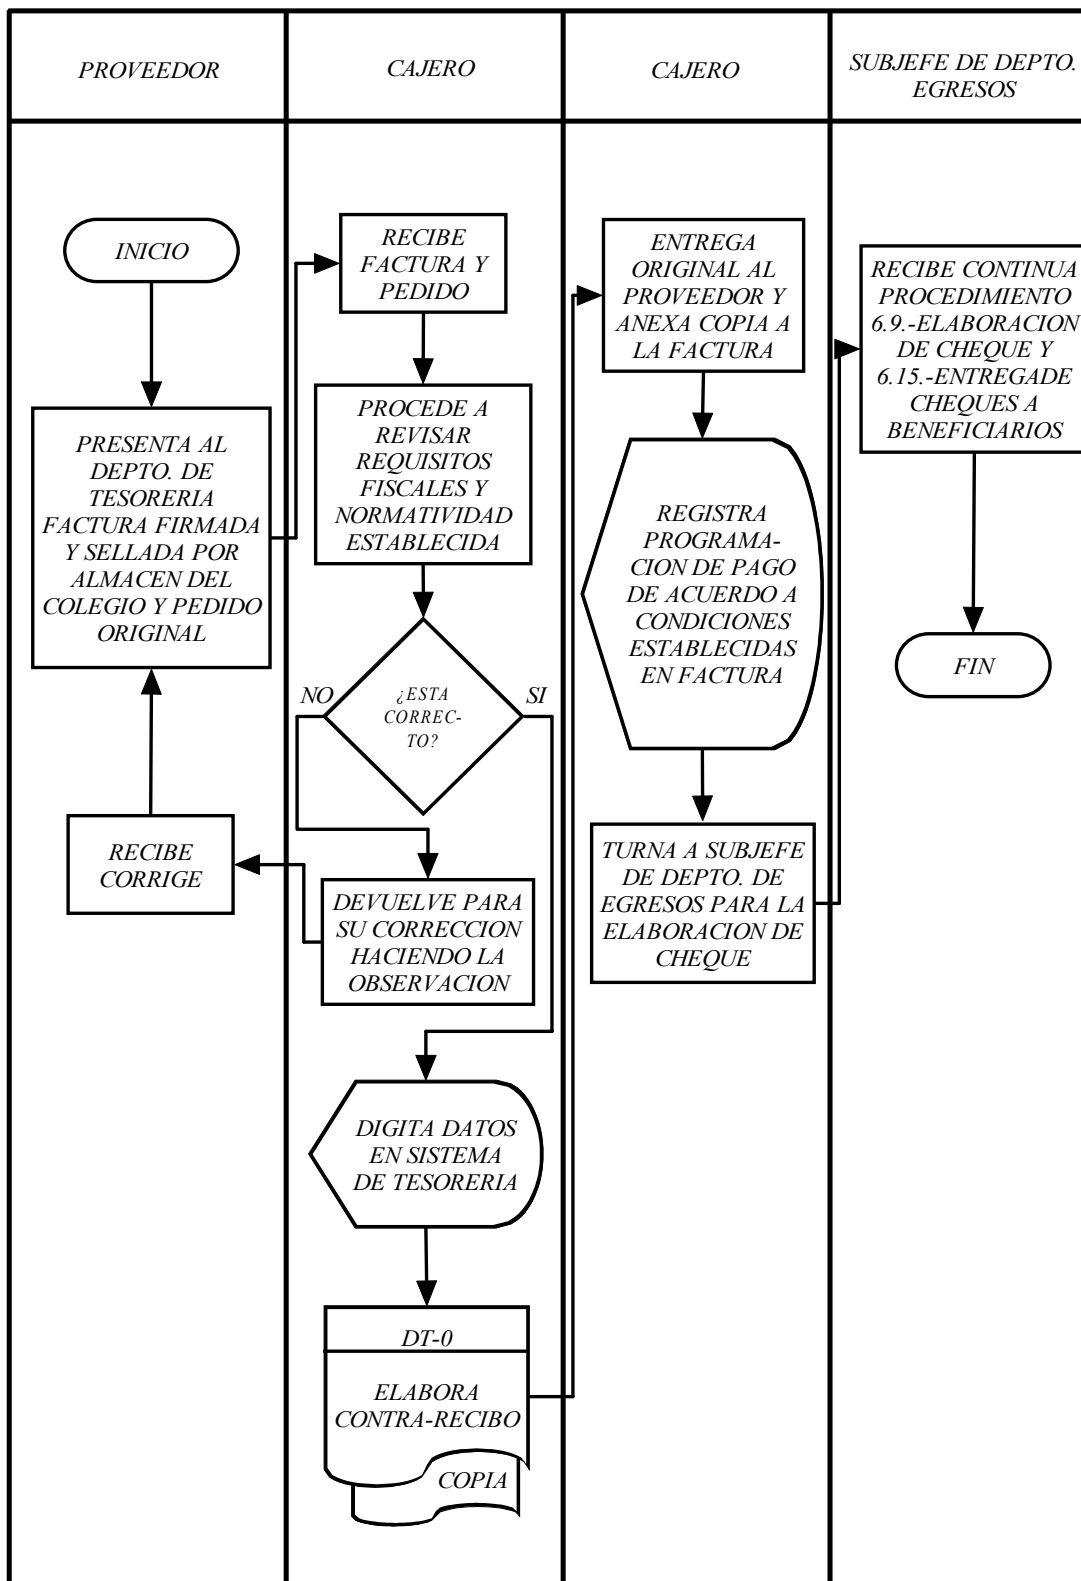 PROVEEDOR
CAJERO
CAJERO
SUBJEFE DE DEPTO.
EGRESOS
INICIO
PRESENTA AL
DEPTO. DE
TESORERIA
FACTURA FIRMADA
Y SELLADA POR
ALMACEN DEL
COLEGIO Y PEDIDO
ORIGINAL
RECIBE
CORRIGE
RECIBE
FACTURA Y
PEDIDO
PROCEDE A
REVISAR
REQUISITOS
FISCALES Y
NORMATIVIDAD
ESTABLECIDA
NO
¿ESTA
CORREC-
TO?
SI
DEVUELVE PARA
SU CORRECCION
HACIENDO LA
OBSERVACION
DIGITA DATOS
EN SISTEMA
DE TESORERIA
DT-0
ELABORA
CONTRA-RECIBO
COPIA
ENTREGA
ORIGINAL AL
PROVEEDOR Y
ANEXA COPIA A
LA FACTURA
REGISTRA
PROGRAMA-
CION DE PAGO
DE ACUERDO A
CONDICIONES
ESTABLECIDAS
EN FACTURA
TURNA A SUBJEFE
DE DEPTO. DE
EGRESOS PARA LA
ELABORACION DE
CHEQUE
RECIBE CONTINUA
PROCEDIMIENTO
6.9.-ELABORACION
DE CHEQUE Y
6.15.-ENTREGADE
CHEQUES A
BENEFICIARIOS
FIN